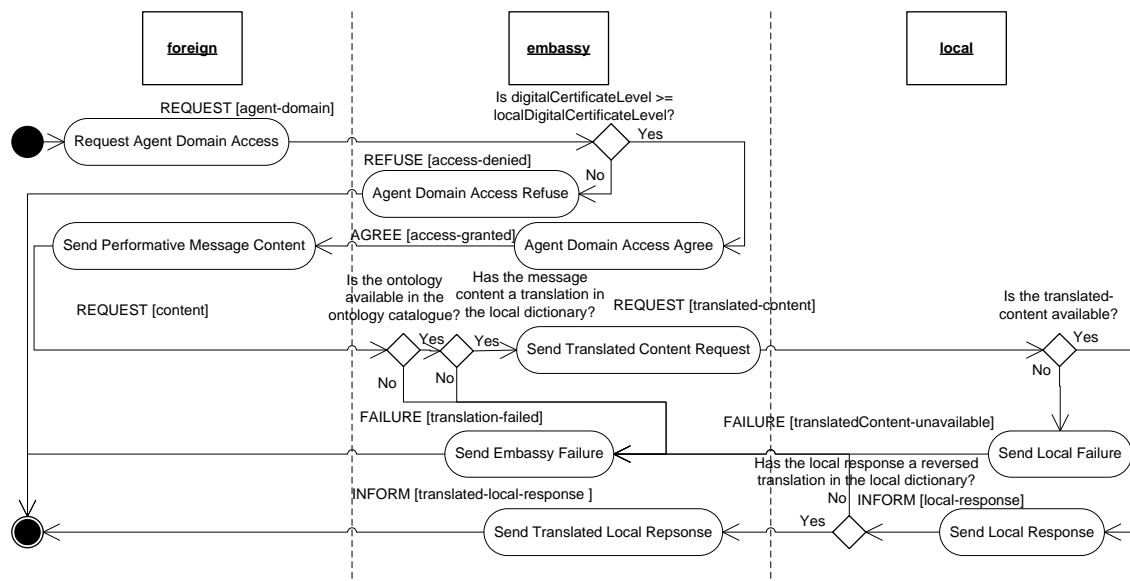 foreign
embassy
local
Is digitalCertificateLevel >=
localDigitalCertificateLevel?
REQUEST [agent-domain]
Request Agent Domain Access
Yes
No
REFUSE [access-denied]
Agent Domain Access Refuse
AGREE [access-granted]
Send Performative Message Content
Agent Domain Access Agree
Is the ontology
available in the
ontology catalogue?
Has the message
content a translation in
the local dictionary?
REQUEST [content]
REQUEST [translated-content]
Is the translated-
content available?
Yes
Yes
Yes
Send Translated Content Request
No
No
No
FAILURE [translation-failed]
FAILURE [translatedContent-unavailable]
Send Embassy Failure
Send Local Failure
Has the local response a reversed
translation in the local dictionary?
INFORM [translated-local-response ]
No
INFORM [local-response]
Yes
Send Translated Local Repsonse
Send Local Response